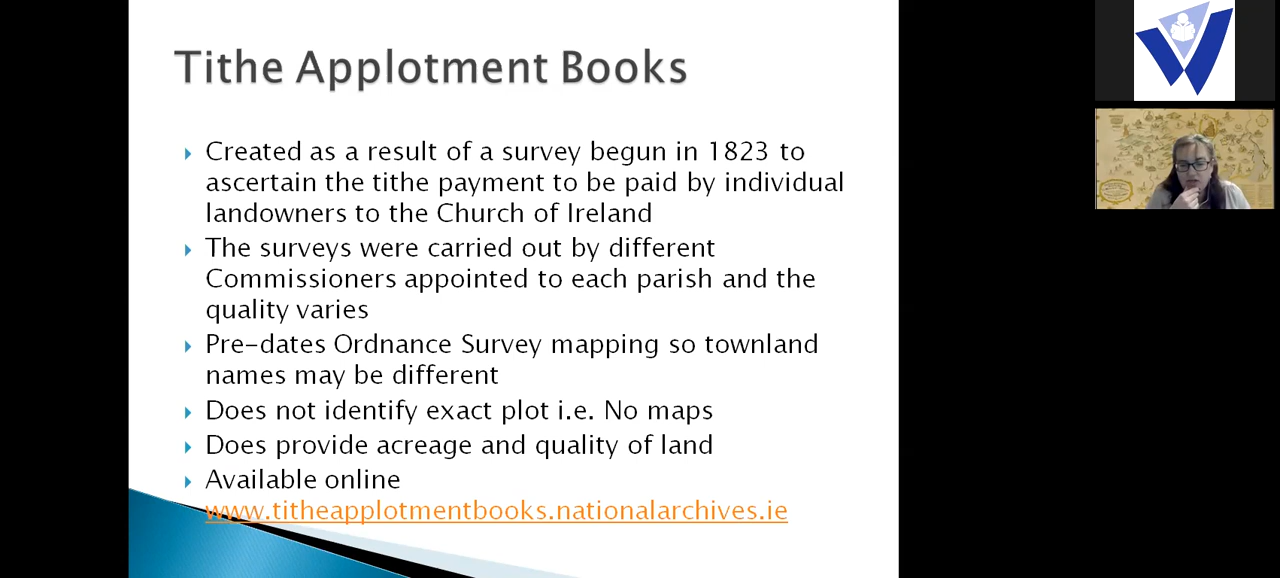 Tithe Applotment Books
Created as a result of a survey begun in 1823 to
ascertain the tithe payment to be paid by individual
landowners to the Church of Ireland
The surveys were carried out by different
Commissioners appointed to each parish and the
quality varies
Pre-dates Ordnance Survey mapping so townland
names may be different
Does not identify exact plot i.e. No maps
Does provide acreage and quality of land
Available online
www.titheapplotmentbooks.nationalarchives.ie